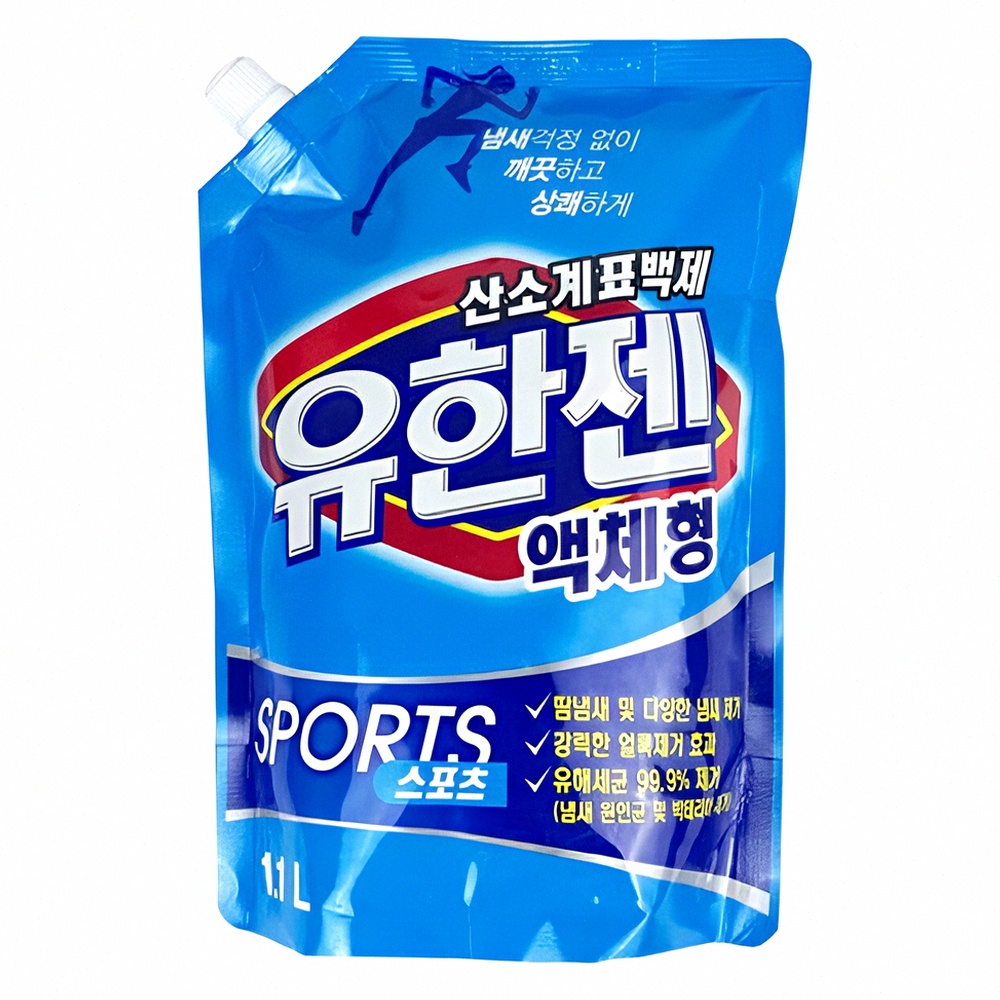 냄새걱정 없이
깨끗하고
상쾌하게
산소계표백제
유한젠
액체형
SPORTS
스포츠
땀냄새 및 다양한 냄새 제거
강력한 얼룩제거 효과
유해세균 99.9% 제거
(냄새 원인균 및 박테리아 제거)
1.1 L